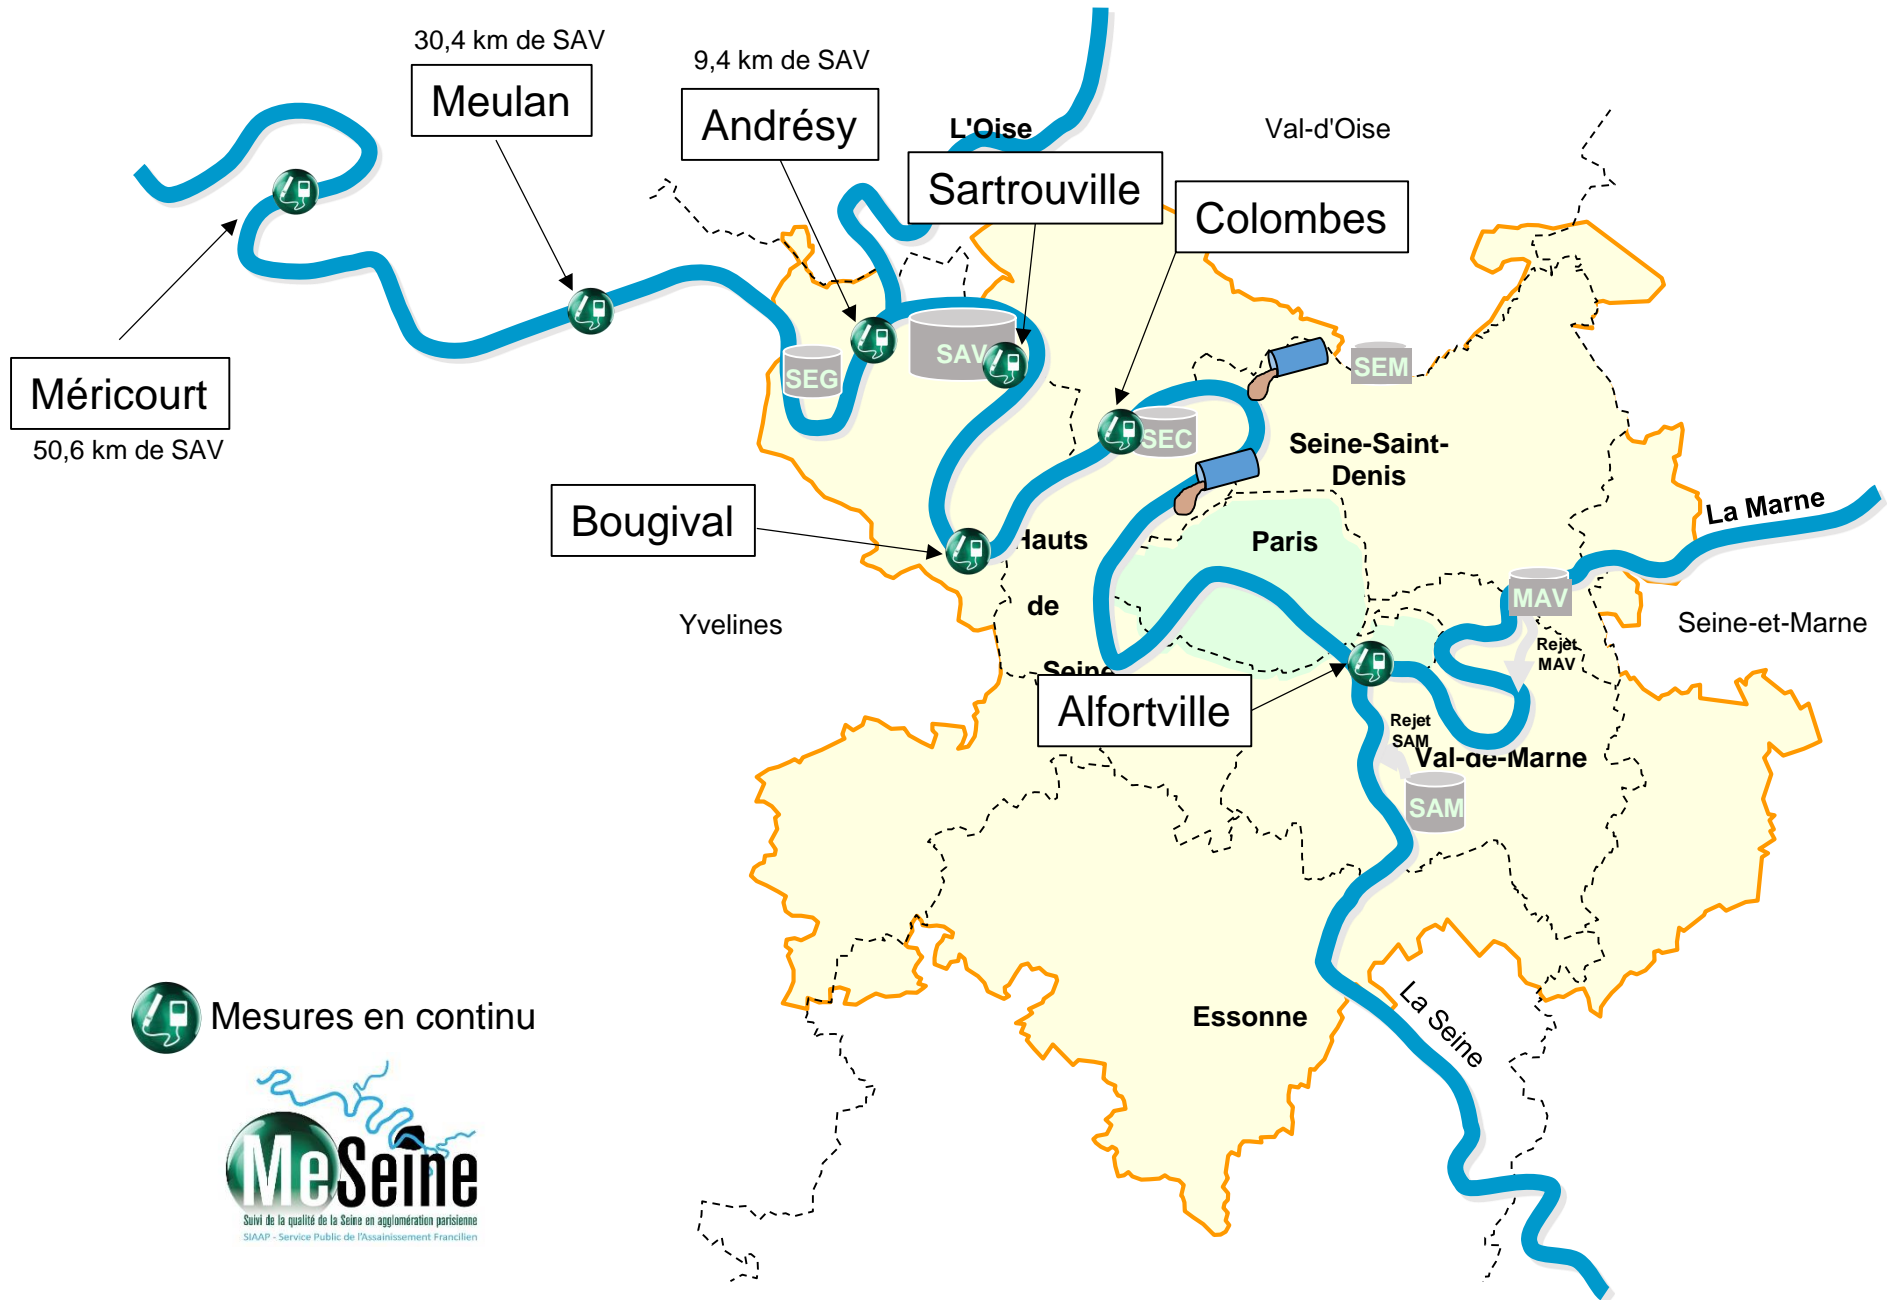 30,4 km de SAV
Meulan
9,4 km de SAV
Andrésy
L'Oise
Val-d'Oise
Sartrouville
Colombes
Méricourt
50,6 km de SAV
SEG
SAV
SEM
SEC
Seine-Saint-
Denis
La Marne
Bougival
Hauts
de
Seine
Paris
MAV
Rejet
MAV
Yvelines
Seine-et-Marne
Alfortville
Rejet
SAM
Val-de-Marne
SAM
Essonne
La Seine
Mesures en continu
MeSeine
Suivi de la qualité de la Seine en agglomération parisienne
SIAAP - Service Public de l'Assainissement Francilien